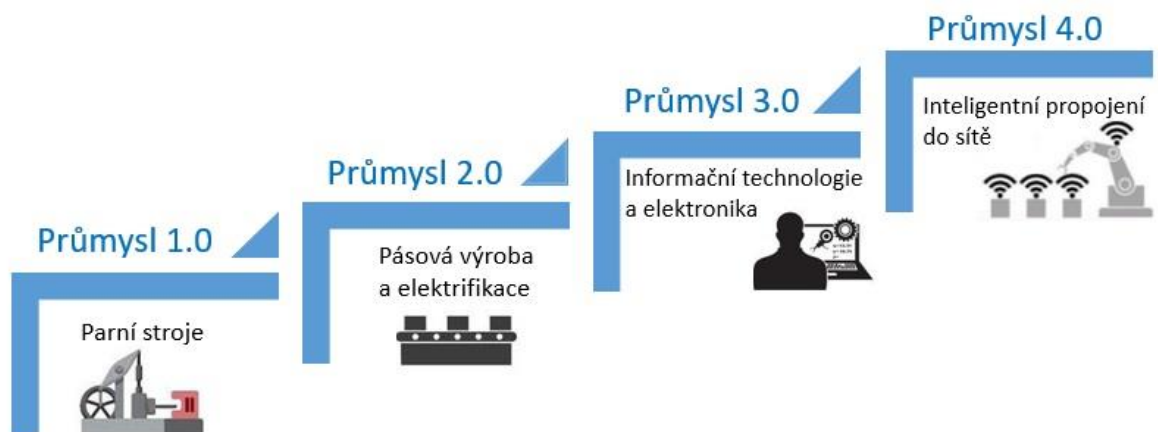 Průmysl 1.0
Parní stroje
Průmysl 2.0
Pásová výroba
a elektrifikace
Průmysl 3.0
Informační technologie
a elektronika
Průmysl 4.0
Inteligentní propojení
do sítě